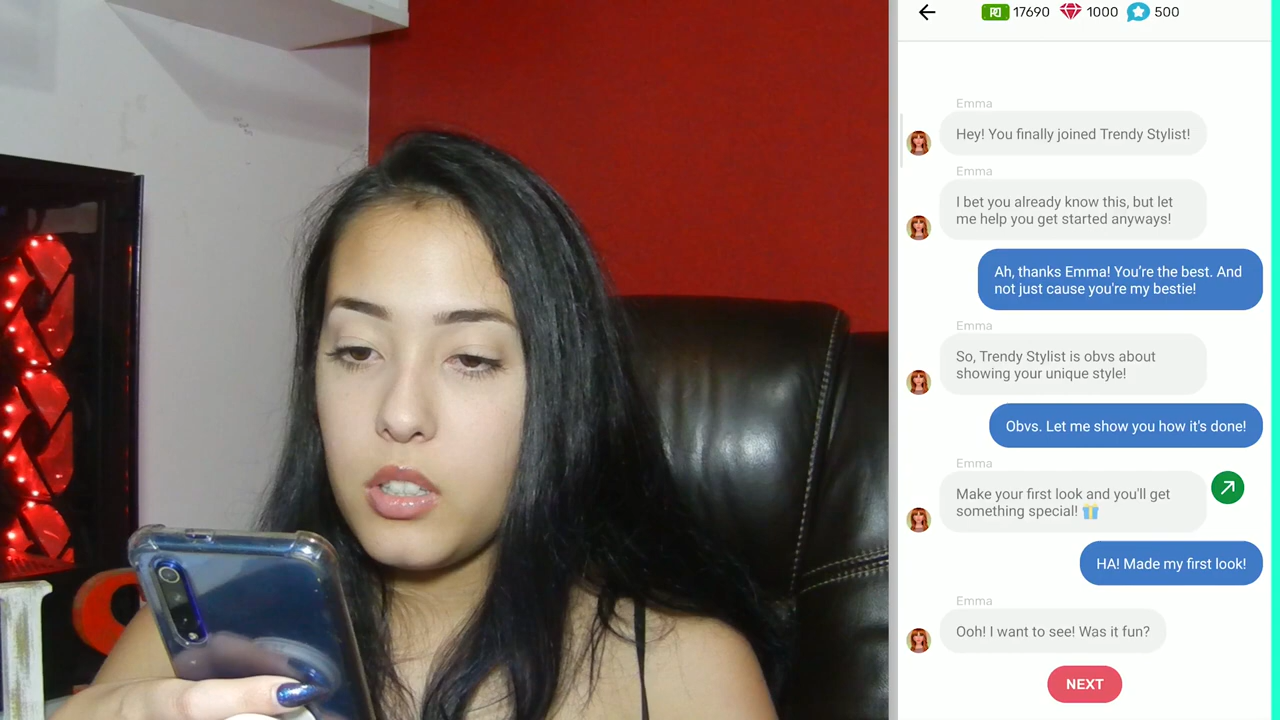 17690 1000 500
Emma
Hey! You finally joined Trendy Stylist!
Emma
I bet you already know this, but let
me help you get started anyways!
Ah, thanks Emma! You're the best. And
not just cause you're my bestie!
Emma
So, Trendy Stylist is obvs about
showing your unique style!
Obvs. Let me show you how it's done!
Emma
Make your first look and you'll get
something special! 🎁
HA! Made my first look!
Emma
Ooh! I want to see! Was it fun?
NEXT